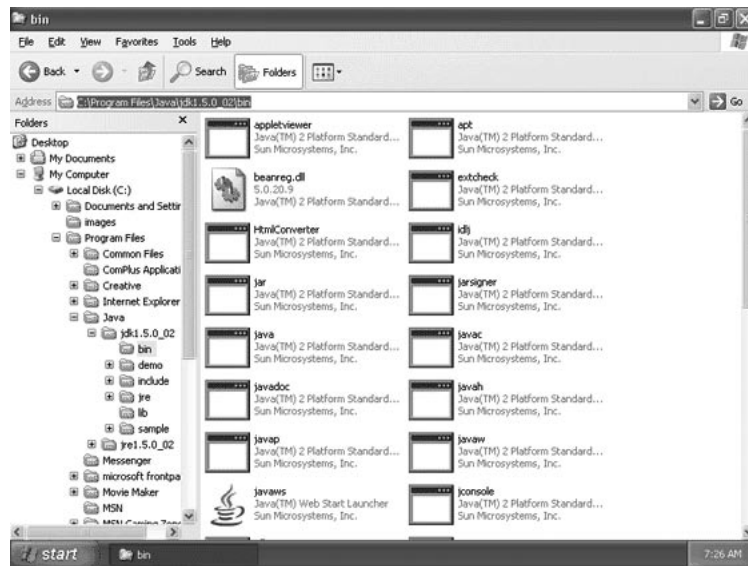 bin
File Edit View Favorites Tools Help
Back Search Folders
Address C:\Program Files\Java\jdk1.5.0_02\bin Go
Folders
Desktop
My Documents
My Computer
Local Disk (C:)
Documents and Settir
images
Program Files
Common Files
ComPlus Applicati
Creative
Internet Explorer
Java
jdk1.5.0_02
bin
demo
include
jre
lib
sample
jre1.5.0_02
Messenger
microsoft frontpa
Movie Maker
MSN
MSN Gaming Zone
appletviewer
Java(TM) 2 Platform Standard...
Sun Microsystems, Inc.
apt
Java(TM) 2 Platform Standard...
Sun Microsystems, Inc.
beanreg.dll
5.0.20.9
Java(TM) 2 Platform Standard...
extcheck
Java(TM) 2 Platform Standard...
Sun Microsystems, Inc.
HtmlConverter
Java(TM) 2 Platform Standard...
Sun Microsystems, Inc.
idlj
Java(TM) 2 Platform Standard...
Sun Microsystems, Inc.
jar
Java(TM) 2 Platform Standard...
Sun Microsystems, Inc.
jarsigner
Java(TM) 2 Platform Standard...
Sun Microsystems, Inc.
java
Java(TM) 2 Platform Standard...
Sun Microsystems, Inc.
javac
Java(TM) 2 Platform Standard...
Sun Microsystems, Inc.
javadoc
Java(TM) 2 Platform Standard...
Sun Microsystems, Inc.
javah
Java(TM) 2 Platform Standard...
Sun Microsystems, Inc.
javap
Java(TM) 2 Platform Standard...
Sun Microsystems, Inc.
javaw
Java(TM) 2 Platform Standard...
Sun Microsystems, Inc.
javaws
Java(TM) Web Start Launcher
Sun Microsystems, Inc.
jconsole
Java(TM) 2 Platform Standard...
Sun Microsystems, Inc.
start bin 7:26 AM